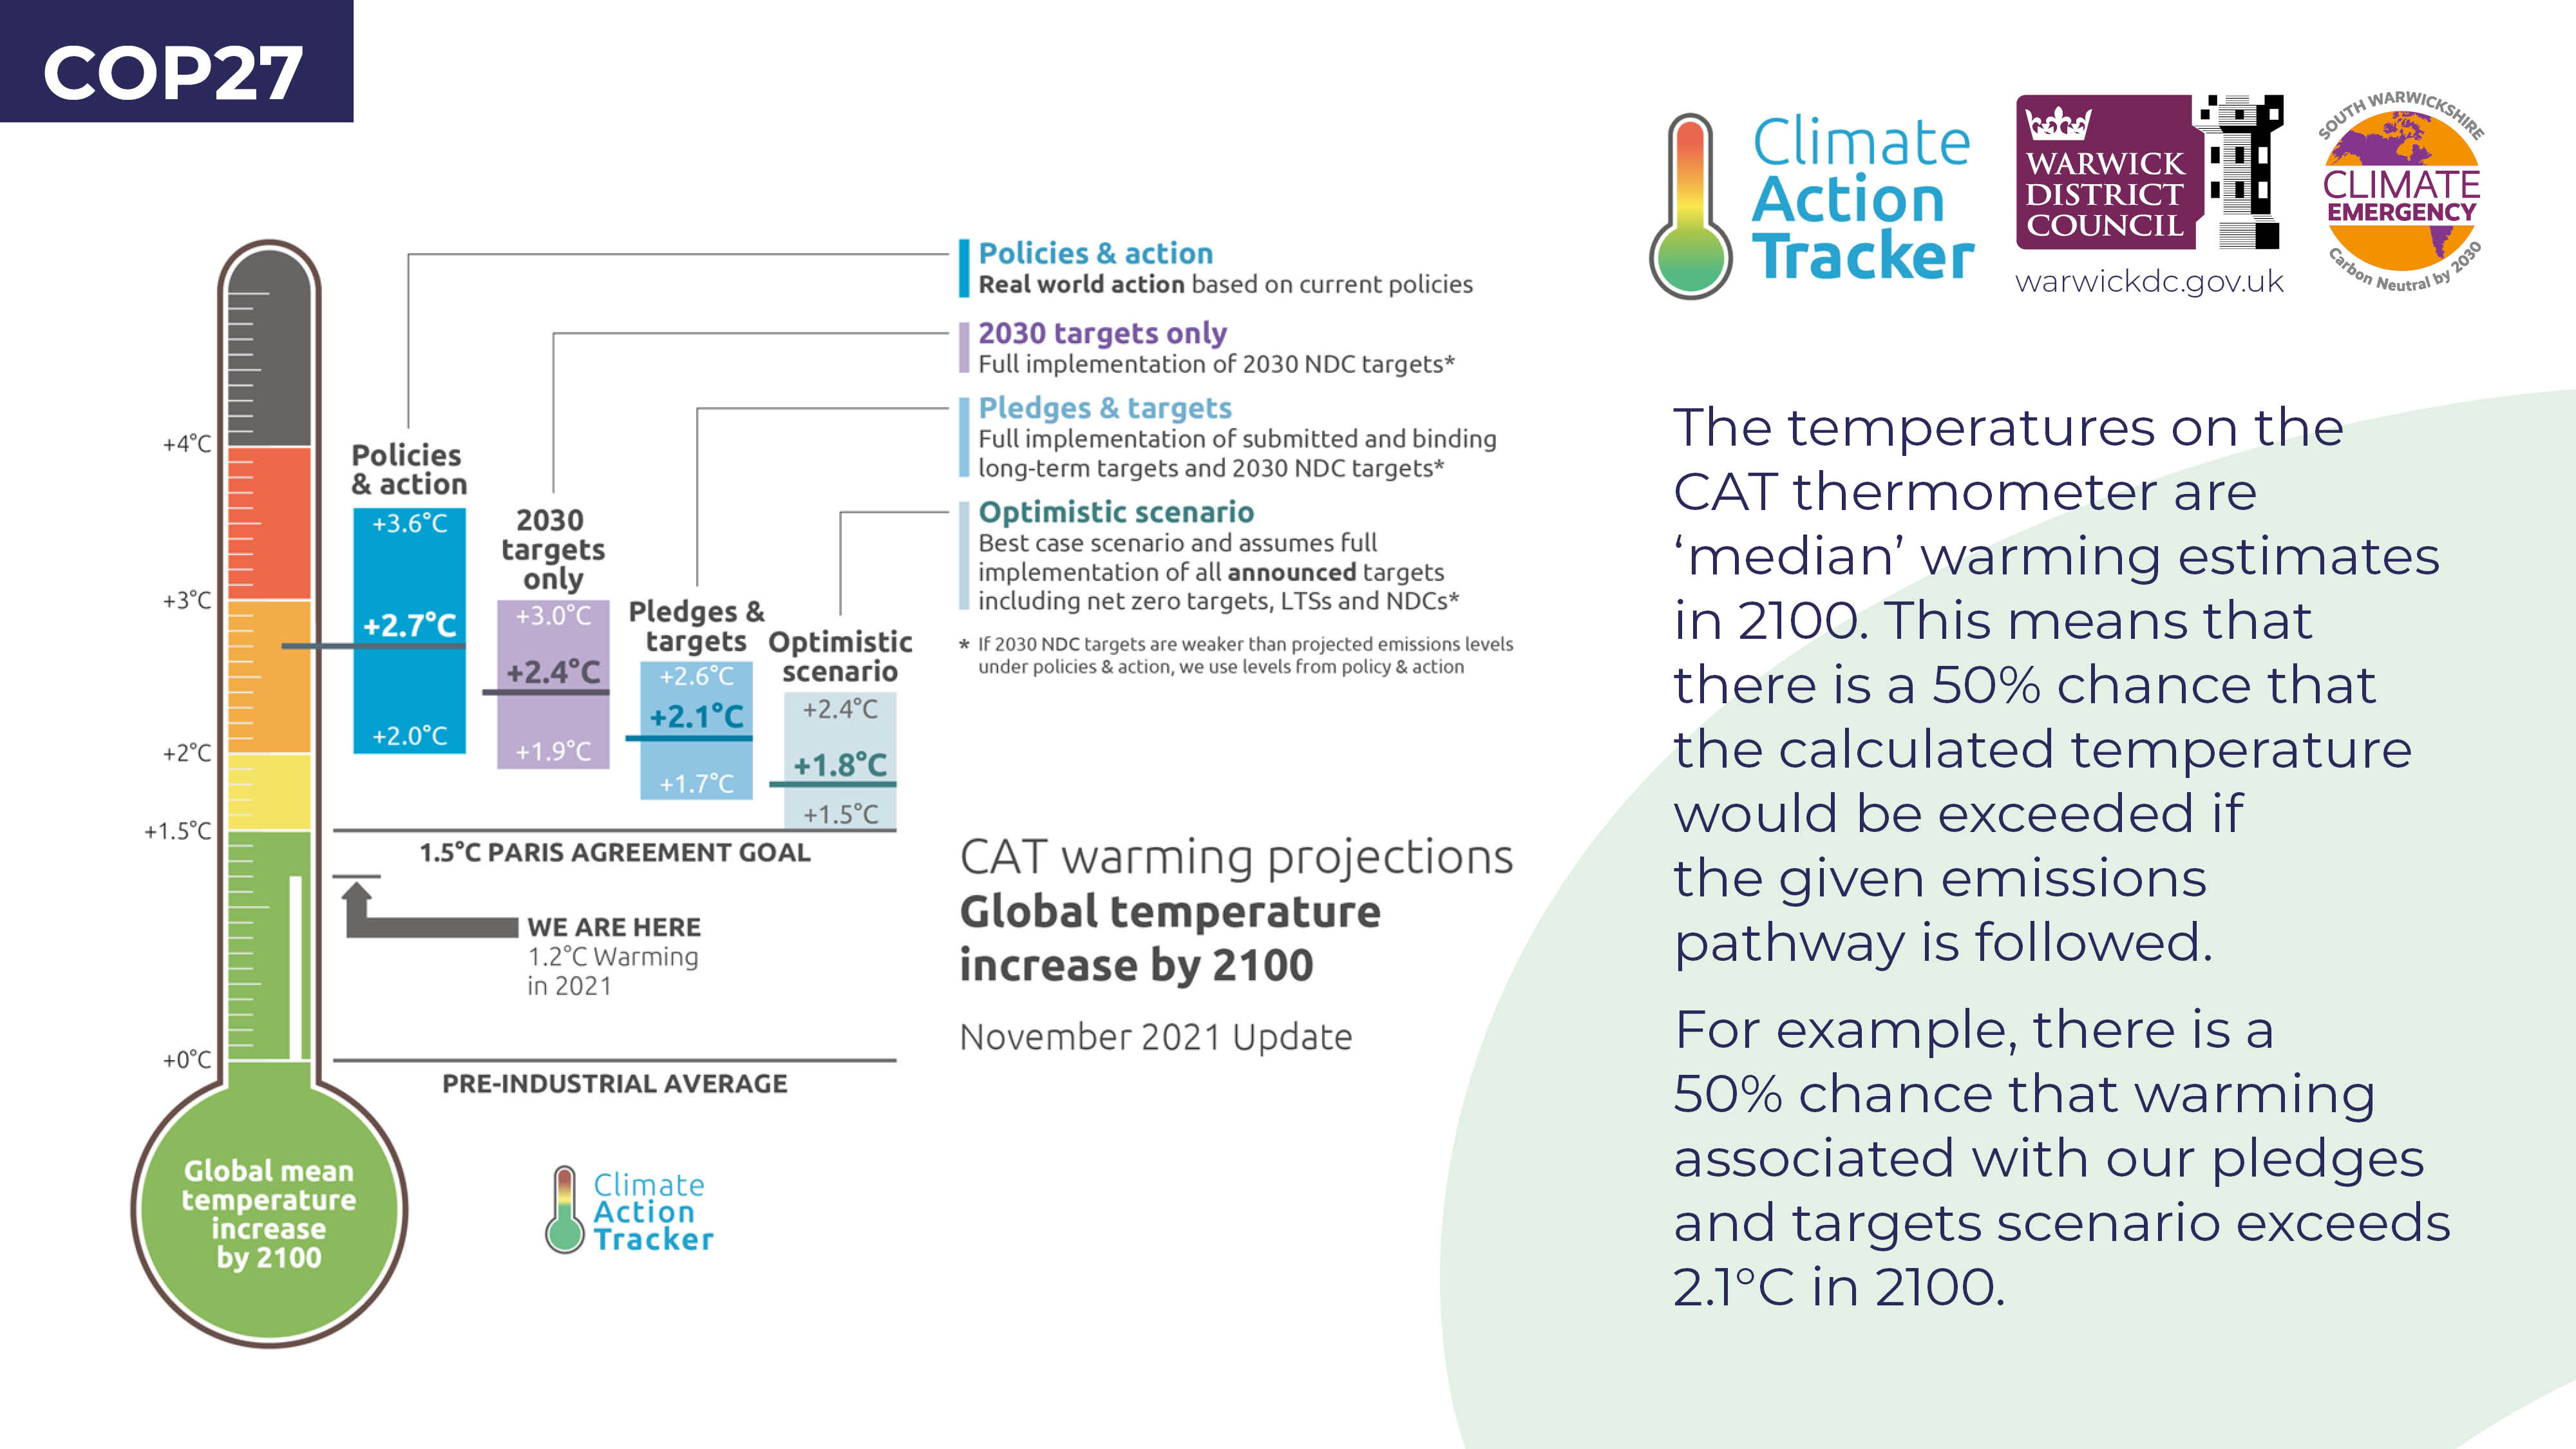 COP27
Climate
Action
Tracker
WARWICK
DISTRICT
COUNCIL
warwickdc.gov.uk
SOUTH WARWICKSHIRE
CLIMATE
EMERGENCY
Carbon Neutral by 2030
Policies & action
Real world action based on current policies
2030 targets only
Full implementation of 2030 NDC targets*
Pledges & targets
Full implementation of submitted and binding
long-term targets and 2030 NDC targets*
Optimistic scenario
Best case scenario and assumes full
implementation of all announced targets
including net zero targets, LTSs and NDCs*
* If 2030 NDC targets are weaker than projected emissions levels
under policies & action, we use levels from policy & action
+4°C
+3°C
+2°C
+1.5°C
+0°C
Policies
& action
+3.6°C
+2.7°C
+2.0°C
2030
targets
only
+3.0°C
+2.4°C
+1.9°C
Pledges &
targets
+2.6°C
+2.1°C
+1.7°C
Optimistic
scenario
+2.4°C
+1.8°C
+1.5°C
1.5°C PARIS AGREEMENT GOAL
WE ARE HERE
1.2°C Warming
in 2021
PRE-INDUSTRIAL AVERAGE
Global mean
temperature
increase
by 2100
Climate
Action
Tracker
CAT warming projections
Global temperature
increase by 2100
November 2021 Update
The temperatures on the
CAT thermometer are
‘median’ warming estimates
in 2100. This means that
there is a 50% chance that
the calculated temperature
would be exceeded if
the given emissions
pathway is followed.
For example, there is a
50% chance that warming
associated with our pledges
and targets scenario exceeds
2.1°C in 2100.